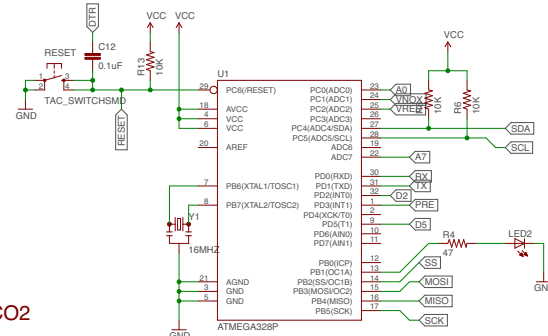 DTR
VCC
VCC
VCC
RESET
C12
0.1uF
R13
10K
U1
1
2
3
4
GND
TAC_SWITCHSMD
RESET
29
PC6(/RESET)
18
AVCC
4
VCC
6
VCC
20
AREF
7
PB6(XTAL1/TOSC1)
8
PB7(XTAL2/TOSC2)
Y1
16MHZ
21
AGND
3
GND
5
GND
GND
ATMEGA328P
PC0(ADC0)
23
A0
PC1(ADC1)
24
VNOX
PC2(ADC2)
25
VREF
PC3(ADC3)
26
PC4(ADC4/SDA)
27
SDA
PC5(ADC5/SCL)
28
SCL
ADC6
19
ADC7
22
A7
10K
R6
10K
PD0(RXD)
30
RX
PD1(TXD)
31
TX
PD2(INT0)
32
D2
PD3(INT1)
1
PRE
PD4(XCK/T0)
2
PD5(T1)
9
D5
PD6(AIN0)
10
PD7(AIN1)
11
PB0(ICP)
12
PB1(OC1A)
13
PB2(SS/OC1B)
14
SS
PB3(MOSI/OC2)
15
MOSI
PB4(MISO)
16
MISO
PB5(SCK)
17
SCK
R4
47
LED2
GN
CO2